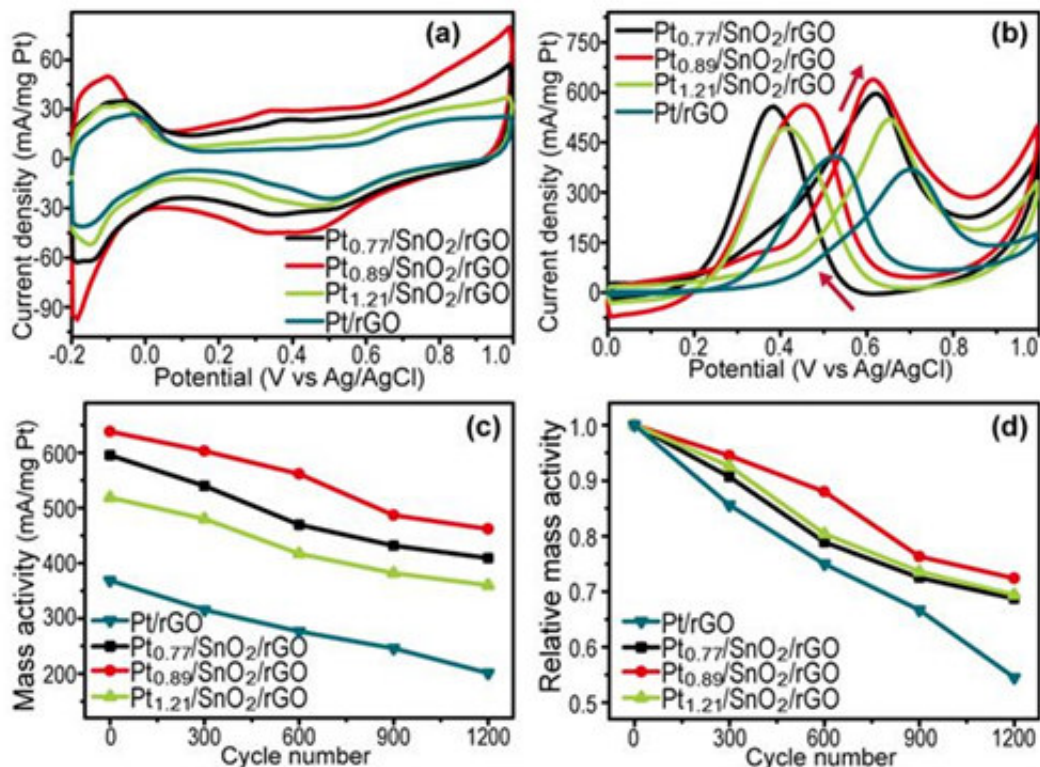 (a)
Current density (mA/mg Pt)
60
30
0
-30
-60
-90
Pt0.77/SnO2/rGO
Pt0.89/SnO2/rGO
Pt1.21/SnO2/rGO
Pt/rGO
-0.2 0.0 0.2 0.4 0.6 0.8 1.0
Potential (V vs Ag/AgCl)
(b)
Current density (mA/mg Pt)
750
600
450
300
150
0
Pt0.77/SnO2/rGO
Pt0.89/SnO2/rGO
Pt1.21/SnO2/rGO
Pt/rGO
0.0 0.2 0.4 0.6 0.8 1.0
Potential (V vs Ag/AgCl)
(c)
Mass activity (mA/mg Pt)
600
500
400
300
200
Pt/rGO
Pt0.77/SnO2/rGO
Pt0.89/SnO2/rGO
Pt1.21/SnO2/rGO
0 300 600 900 1200
Cycle number
(d)
Relative mass activity
1.0
0.9
0.8
0.7
0.6
0.5
Pt/rGO
Pt0.77/SnO2/rGO
Pt0.89/SnO2/rGO
Pt1.21/SnO2/rGO
0 300 600 900 1200
Cycle number